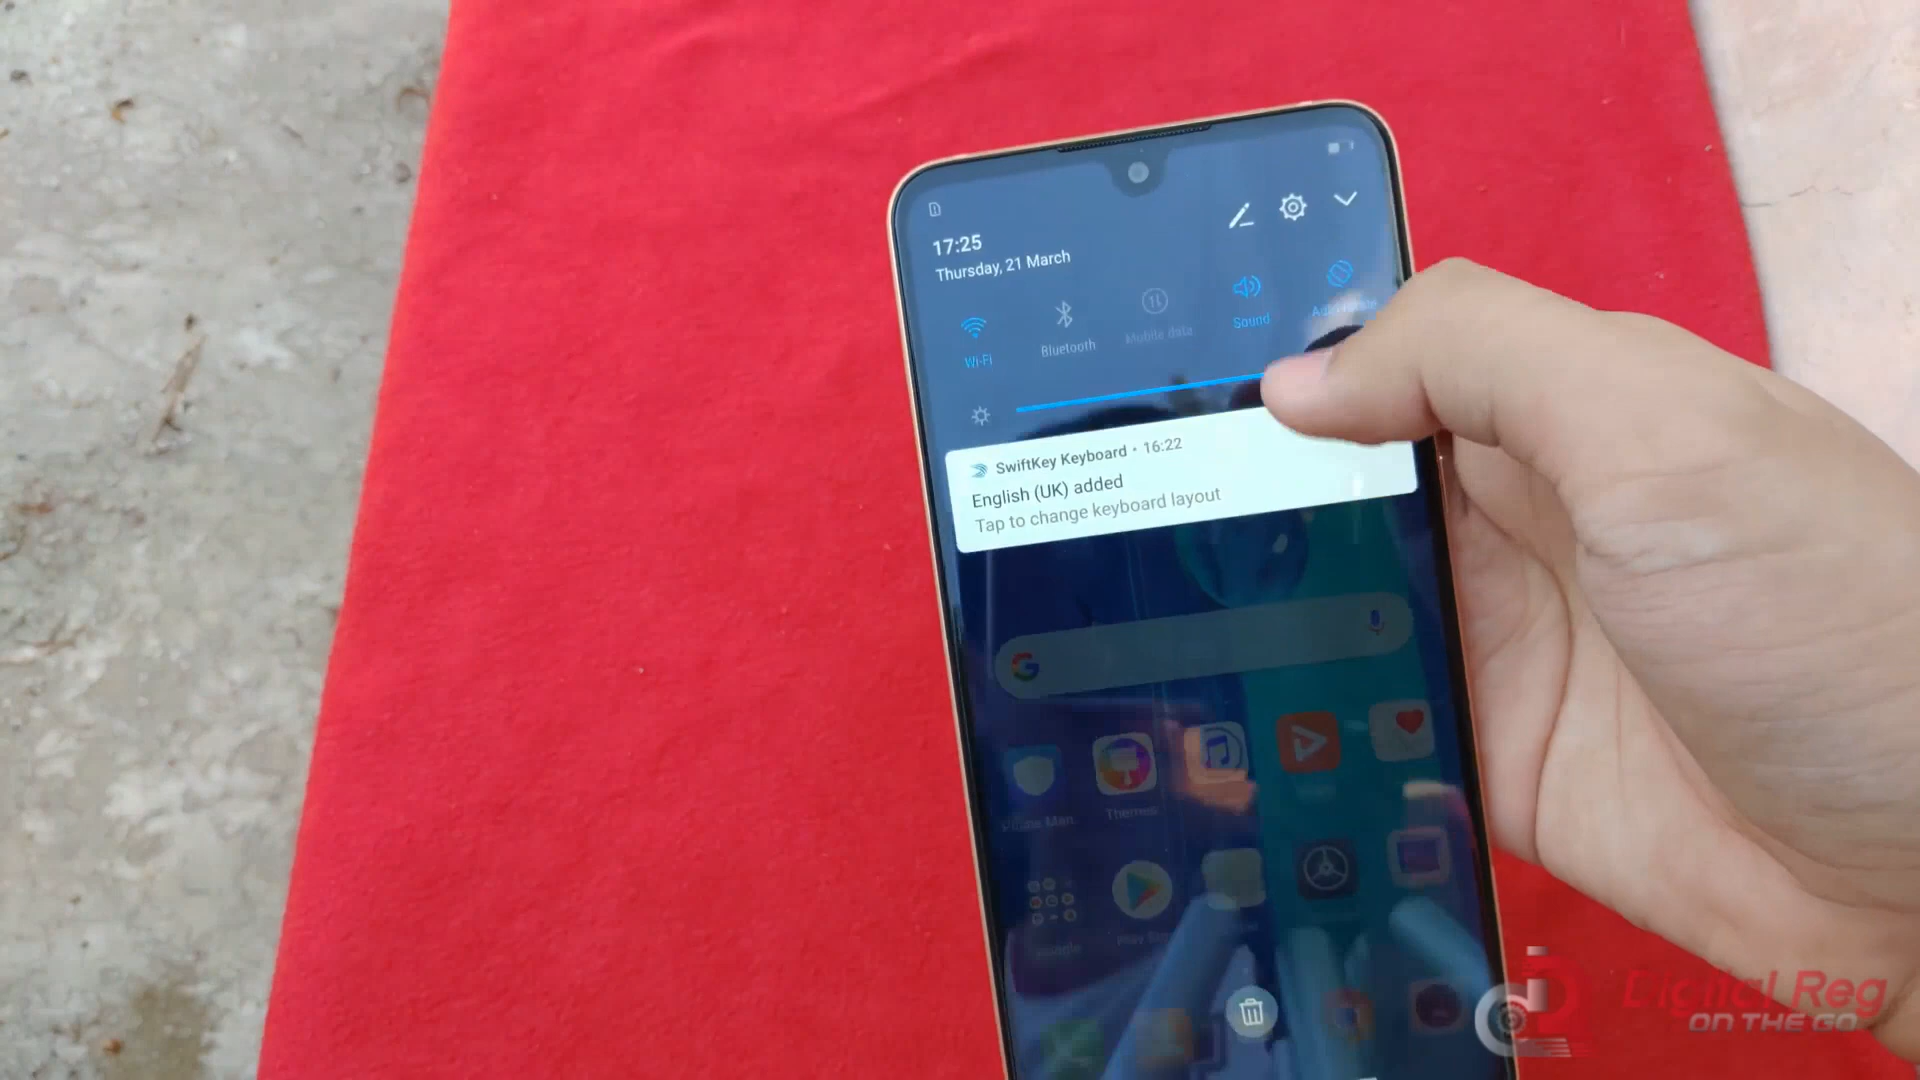 17:25
Thursday, 21 March
Wi-Fi
Bluetooth
Mobile data
Sound
SwiftKey Keyboard • 16:22
English (UK) added
Tap to change keyboard layout
G
Themes
Digital Reg
ON THE GO